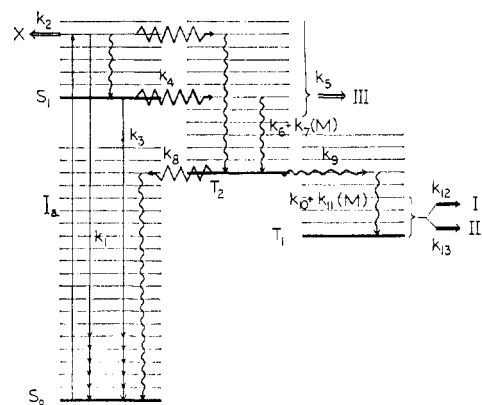 X
k₂
k₄
S₁
k₅
III
k₃
k₆+k₇(M)
k₈
k₉
T₂
Iₐ
k₁
k₁₀+k₁₁(M)
k₁₂
I
T₁
II
k₁₃
S₀